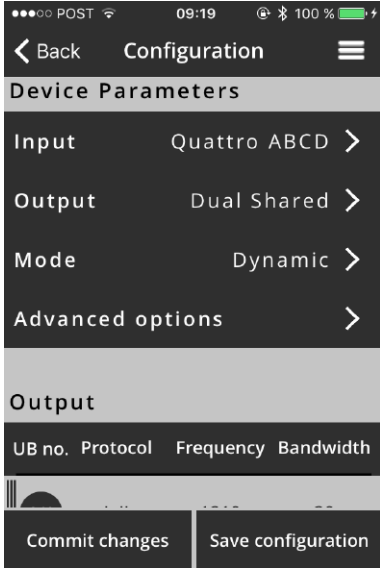 POST 09:19 100 %
Back Configuration
Device Parameters
Input Quattro ABCD
Output Dual Shared
Mode Dynamic
Advanced options
Output
UB no. Protocol Frequency Bandwidth
Commit changes Save configuration